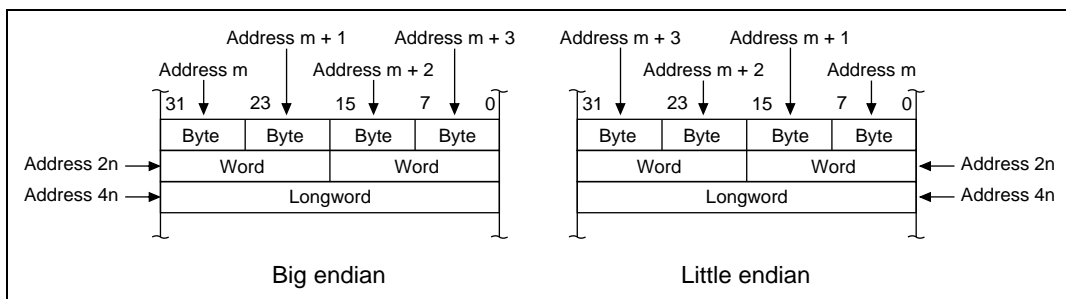 Address m + 1 Address m + 3 Address m + 3 Address m + 1
Address m Address m + 2 Address m + 2 Address m
31 23 15 7 0 31 23 15 7 0
Byte Byte Byte Byte Byte Byte Byte Byte
Address 2n Word Word Word Word Address 2n
Address 4n Longword Longword Address 4n
Big endian Little endian